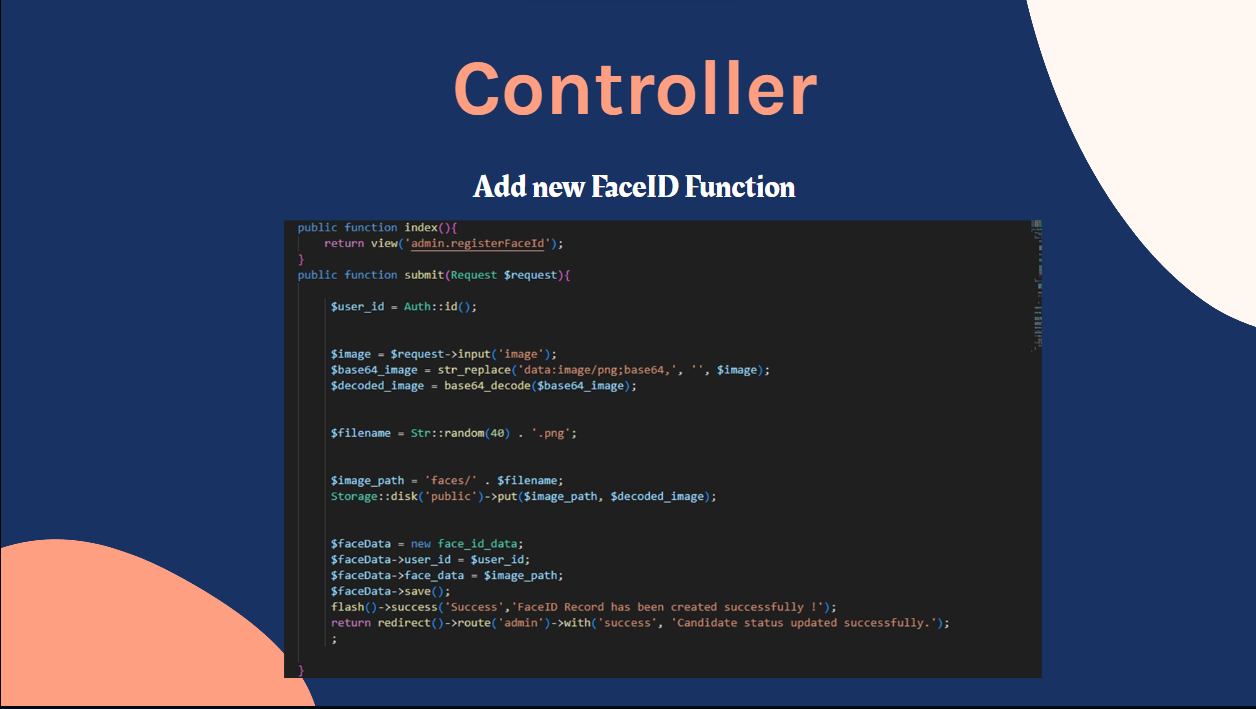 Controller
Add new FaceID Function
public function index(){
return view('admin.registerFaceId');
}
public function submit(Request $request){
$user_id = Auth::id();
$image = $request->input('image');
$base64_image = str_replace('data:image/png;base64,', '', $image);
$decoded_image = base64_decode($base64_image);
$filename = Str::random(40) . '.png';
$image_path = 'faces/' . $filename;
Storage::disk('public')->put($image_path, $decoded_image);
$faceData = new face_id_data;
$faceData->user_id = $user_id;
$faceData->face_data = $image_path;
$faceData->save();
flash()->success('Success','FaceID Record has been created successfully !');
return redirect()->route('admin')->with('success', 'Candidate status updated successfully.');
;
}